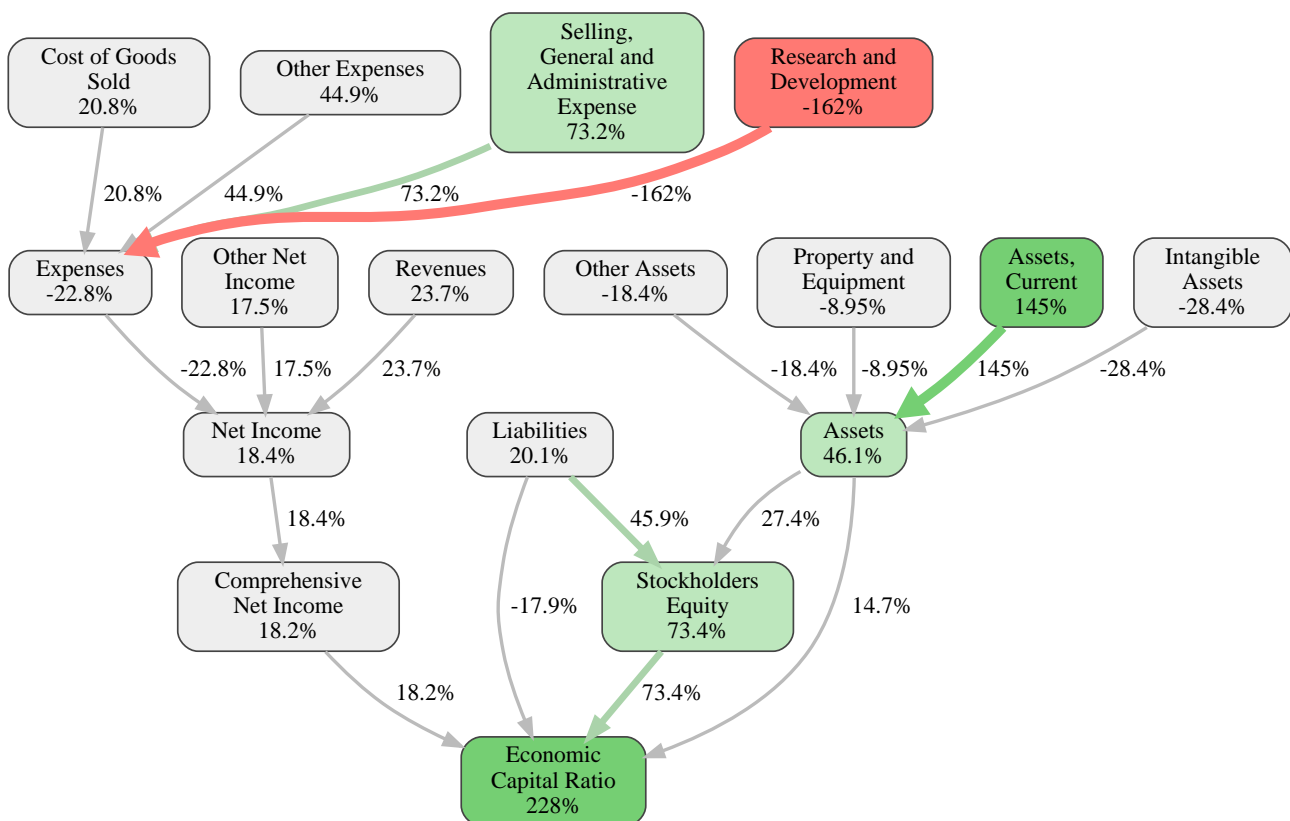 Cost of Goods
Sold
20.8%
Other Expenses
44.9%
Selling,
General and
Administrative
Expense
73.2%
Research and
Development
-162%
20.8%
44.9%
73.2%
-162%
Expenses
-22.8%
Other Net
Income
17.5%
Revenues
23.7%
Other Assets
-18.4%
Property and
Equipment
-8.95%
Assets,
Current
145%
Intangible
Assets
-28.4%
-22.8%
17.5%
23.7%
-18.4%
-8.95%
145%
-28.4%
Net Income
18.4%
Liabilities
20.1%
Assets
46.1%
18.4%
45.9%
27.4%
Comprehensive
Net Income
18.2%
-17.9%
Stockholders
Equity
73.4%
14.7%
18.2%
73.4%
Economic
Capital Ratio
228%